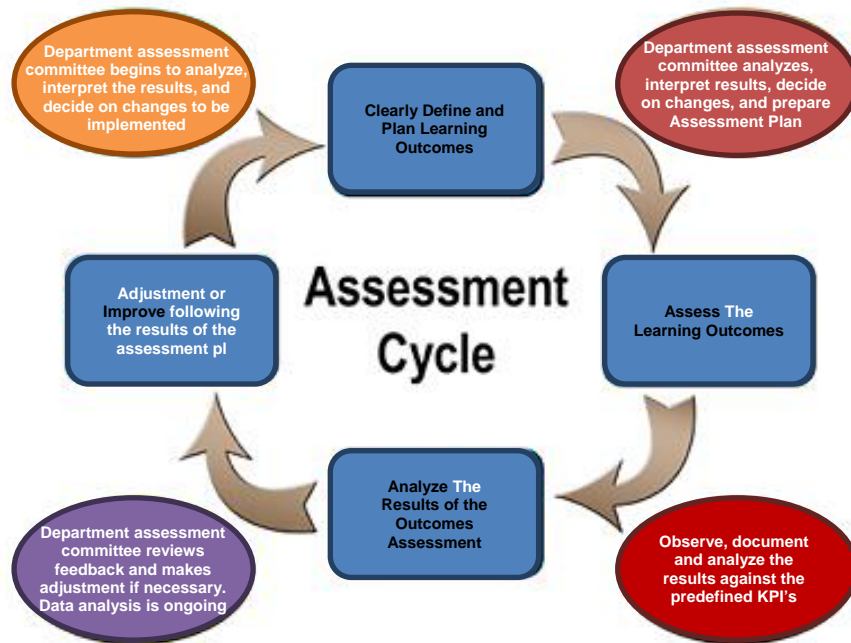 Department assessment
committee begins to analyze,
interpret the results, and
decide on changes to be
implemented
Clearly Define and
Plan Learning
Outcomes
Department assessment
committee analyzes,
interpret results, decide
on changes, and prepare
Assessment Plan
Adjustment or
Improve following
the results of the
assessment pl
Assessment
Cycle
Assess The
Learning Outcomes
Department assessment
committee reviews
feedback and makes
adjustment if necessary.
Data analysis is ongoing
Analyze The
Results of the
Outcomes
Assessment
Observe, document
and analyze the
results against the
predefined KPI's